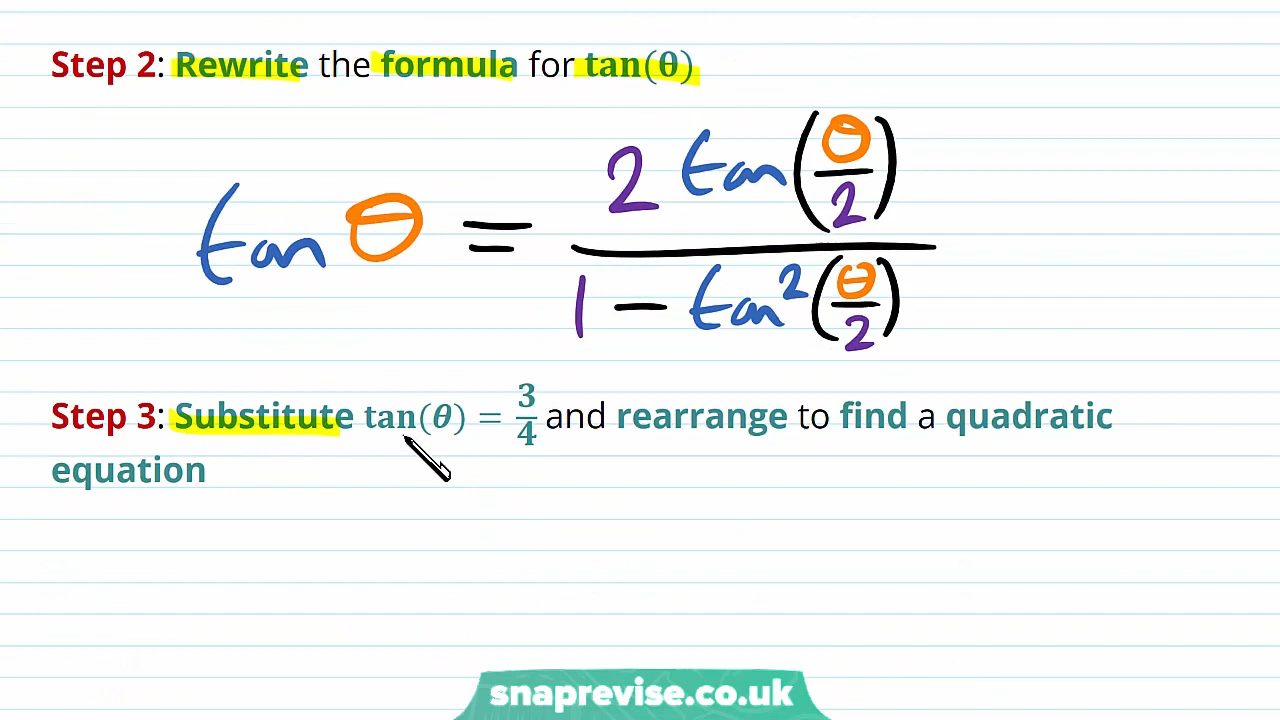 Step 2: Rewrite the formula for tan(θ)
tan θ = 2 tan(θ/2) / 1 - tan²(θ/2)
Step 3: Substitute tan(θ) = 3/4 and rearrange to find a quadratic
equation
snaprevise.co.uk